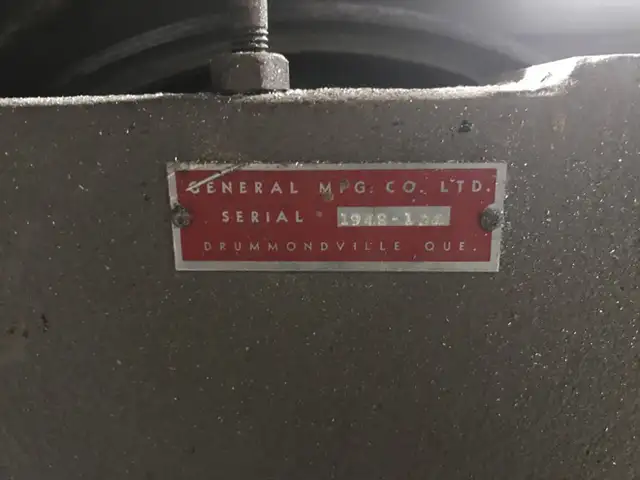 GENERAL MFG. CO. LTD.
SERIAL
DRUMMONDVILLE QUE.